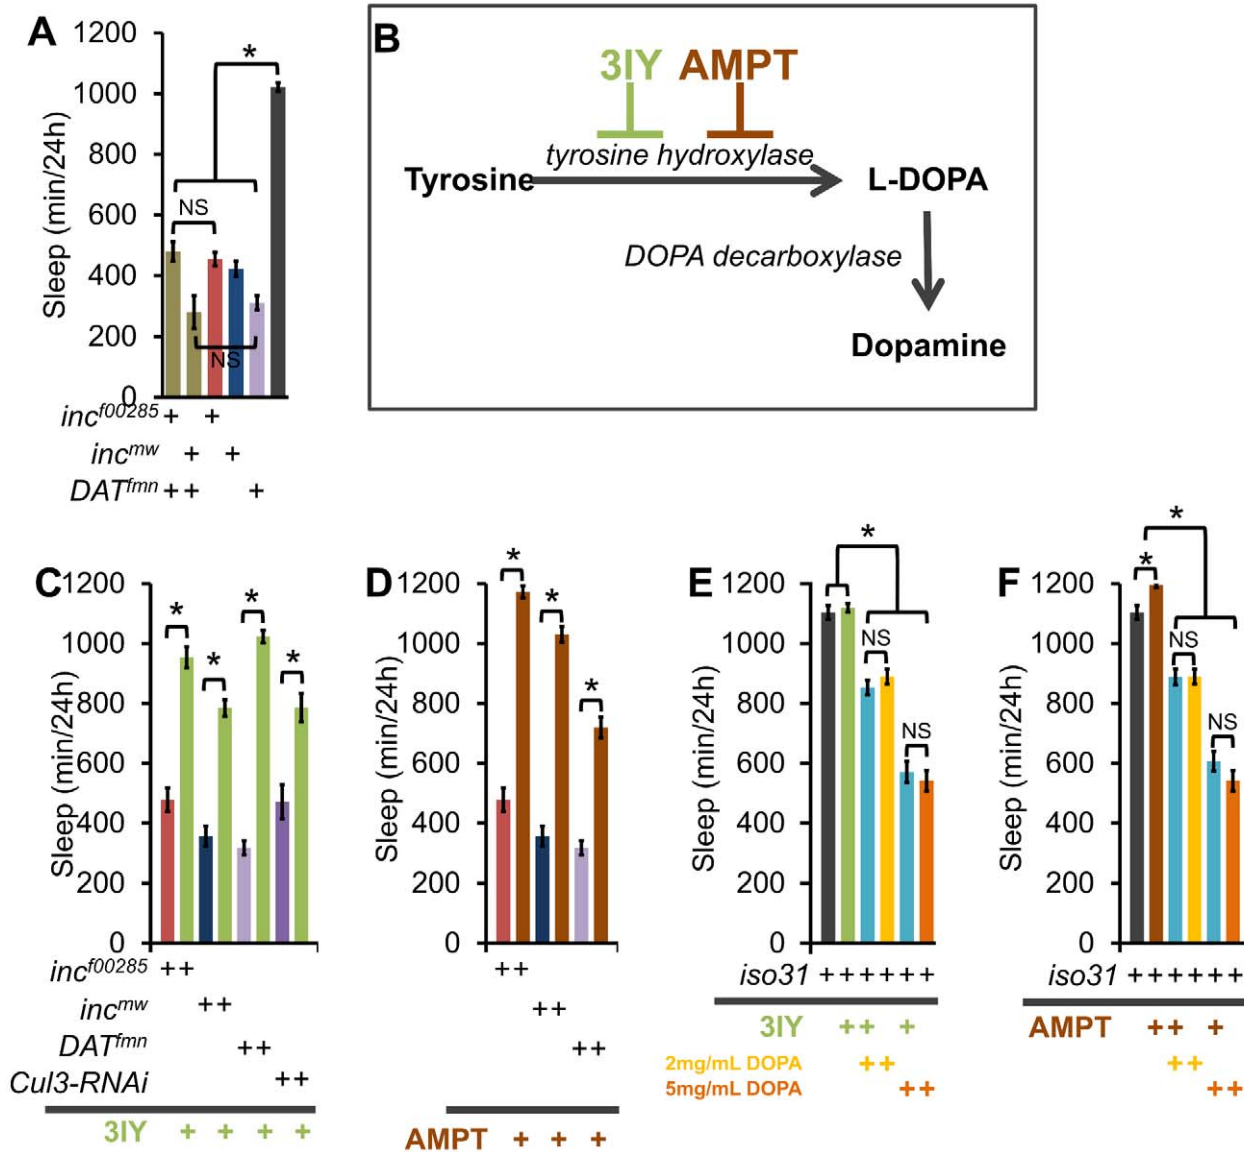 A
1200
1000
800
600
400
200
0
Sleep (min/24h)
*
NS
NS
inc^f00285 + +
inc^mw + +
DAT^fmn ++ +
B
3IY AMPT
tyrosine hydroxylase
Tyrosine L-DOPA
DOPA decarboxylase
Dopamine
C
1200
1000
800
600
400
200
0
Sleep (min/24h)
* * * *
inc^f00285 ++
inc^mw ++
DAT^fmn ++
Cul3-RNAi ++
3IY + + + +
D
1200
1000
800
600
400
200
0
Sleep (min/24h)
* * *
++
++
++
AMPT + + +
E
1200
1000
800
600
400
200
0
Sleep (min/24h)
*
NS
NS
iso31 ++++++
3IY ++ +
2mg/mL DOPA ++
5mg/mL DOPA ++
F
1200
1000
800
600
400
200
0
Sleep (min/24h)
*
*
NS
NS
iso31 ++++++
AMPT ++ +
++
++